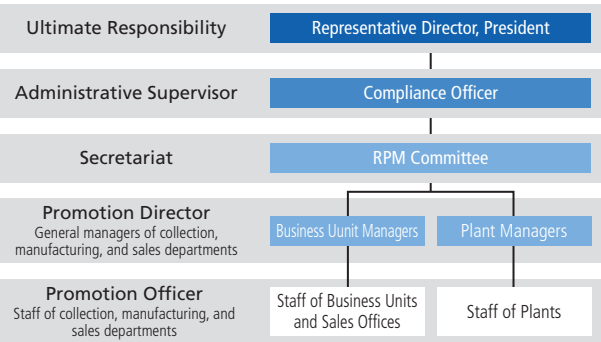 Ultimate Responsibility
Representative Director, President
Administrative Supervisor
Compliance Officer
Secretariat
RPM Committee
Promotion Director
General managers of collection,
manufacturing, and sales departments
Business Uunit Managers
Plant Managers
Promotion Officer
Staff of collection, manufacturing, and
sales departments
Staff of Business Units
and Sales Offices
Staff of Plants